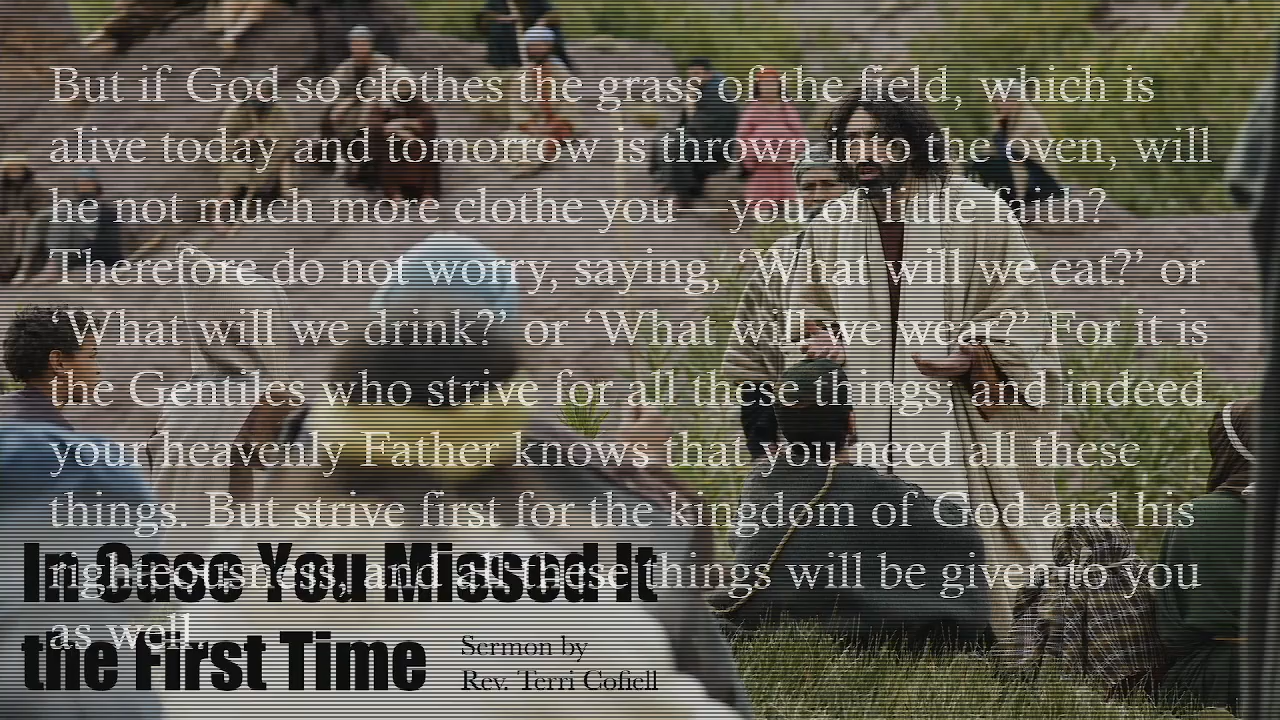 But if God so clothes the grass of the field, which is
alive today and tomorrow is thrown into the oven, will
he not much more clothe you— you of little faith?
Therefore do not worry, saying, ‘What will we eat?’ or
‘What will we drink?’ or ‘What will we wear?’ For it is
the Gentiles who strive for all these things; and indeed
your heavenly Father knows that you need all these
things. But strive first for the kingdom of God and his
righteousness, and all these things will be given to you
as well.
In Case You Missed It
the First Time
Sermon by
Rev. Terri Cofiell